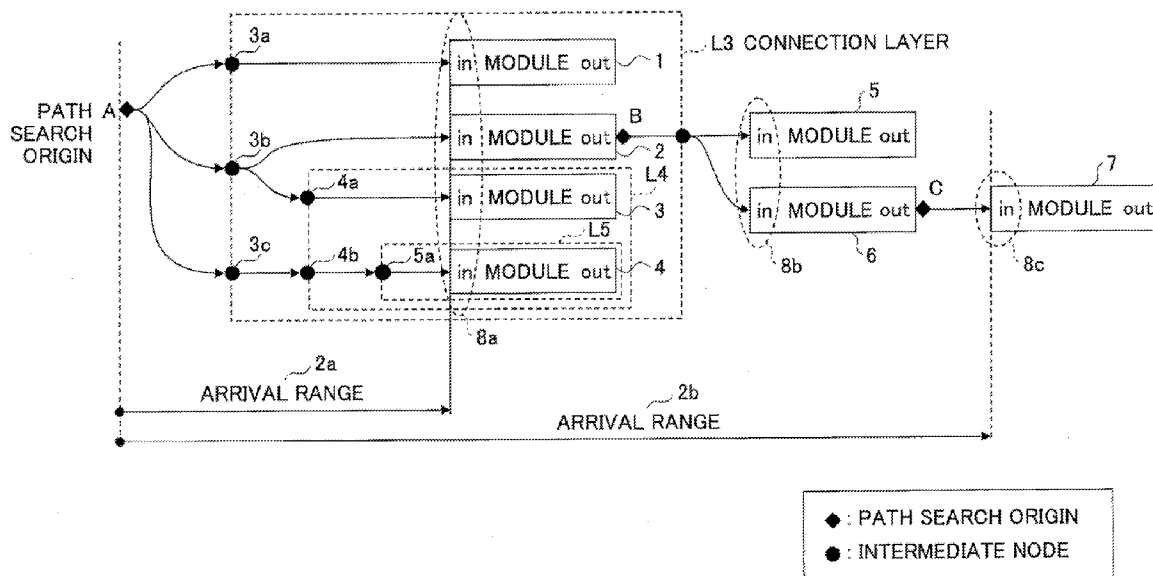 3a
L3 CONNECTION LAYER
in MODULE out
1
PATH A
SEARCH
ORIGIN
3b
in MODULE out
B
2
5
in MODULE out
4a
L4
in MODULE out
3
in MODULE out
C
6
7
in MODULE out
8b
8c
L5
3c
4b
5a
in MODULE out
4
8a
2a
ARRIVAL RANGE
2b
ARRIVAL RANGE
: PATH SEARCH ORIGIN
: INTERMEDIATE NODE